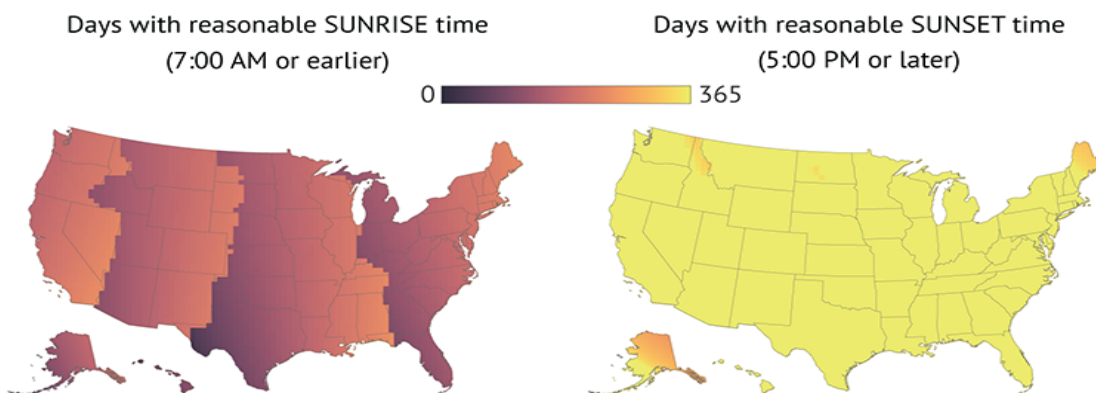 Days with reasonable SUNRISE time
(7:00 AM or earlier)
Days with reasonable SUNSET time
(5:00 PM or later)
0
365